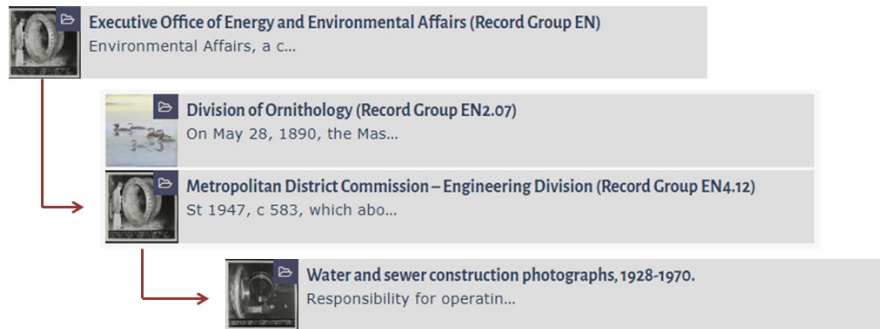 Executive Office of Energy and Environmental Affairs (Record Group EN)
Environmental Affairs, a c...
Division of Ornithology (Record Group EN2.07)
On May 28, 1890, the Mas...
Metropolitan District Commission – Engineering Division (Record Group EN4.12)
St 1947, c 583, which abo...
Water and sewer construction photographs, 1928-1970.
Responsibility for operatin...